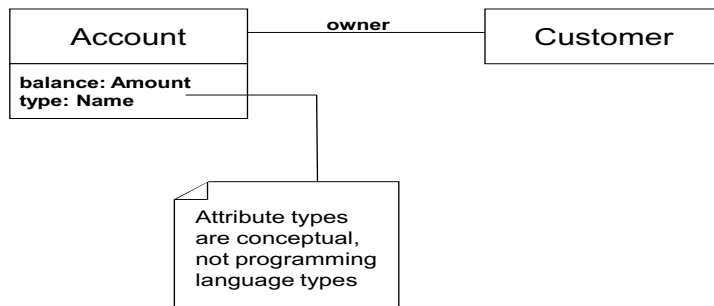 Account
owner
Customer
balance: Amount
type: Name
Attribute types
are conceptual,
not programming
language types